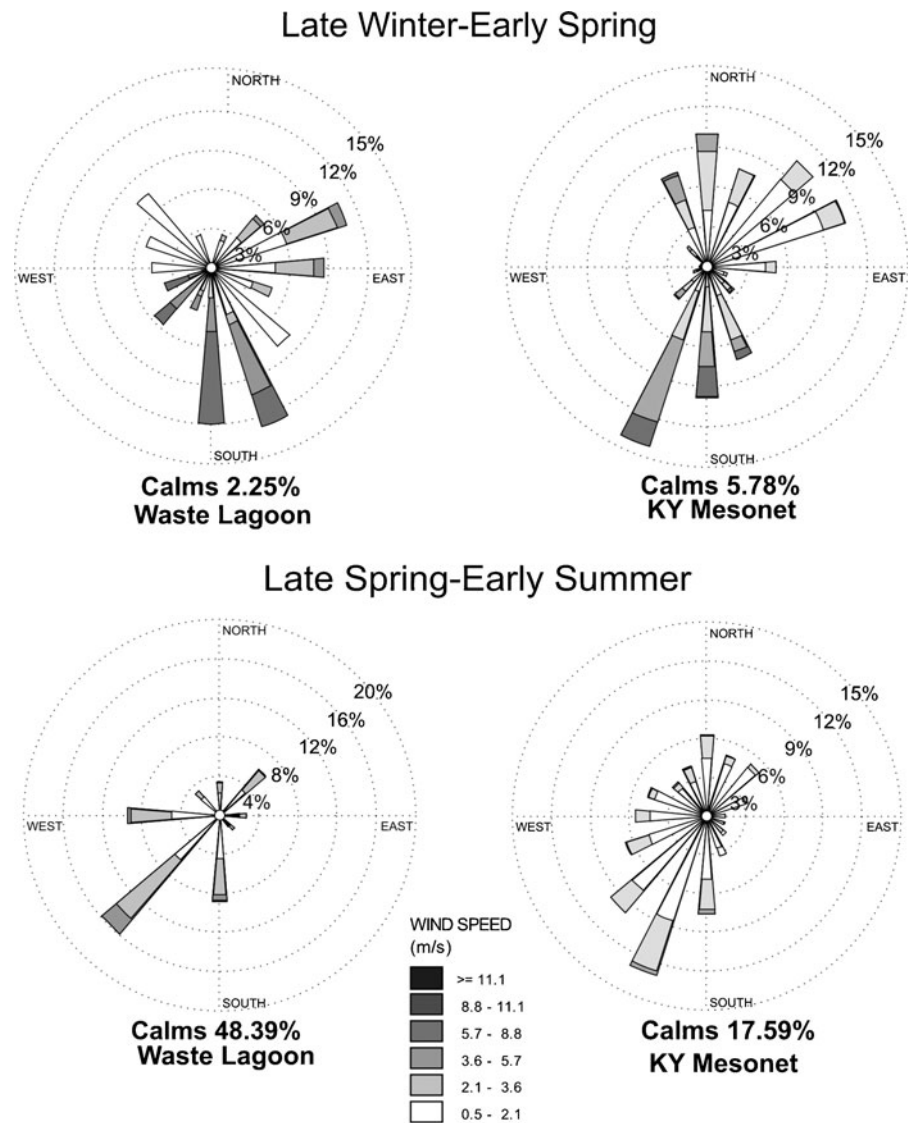 Late Winter-Early Spring
NORTH
15%
12%
9%
6%
3%
WEST
EAST
SOUTH
Calms 2.25%
Waste Lagoon
NORTH
15%
12%
9%
6%
3%
WEST
EAST
SOUTH
Calms 5.78%
KY Mesonet
Late Spring-Early Summer
NORTH
20%
16%
12%
8%
4%
WEST
EAST
SOUTH
Calms 48.39%
Waste Lagoon
NORTH
15%
12%
9%
6%
3%
WEST
EAST
SOUTH
Calms 17.59%
KY Mesonet
WIND SPEED
(m/s)
>= 11.1
8.8 - 11.1
5.7 - 8.8
3.6 - 5.7
2.1 - 3.6
0.5 - 2.1